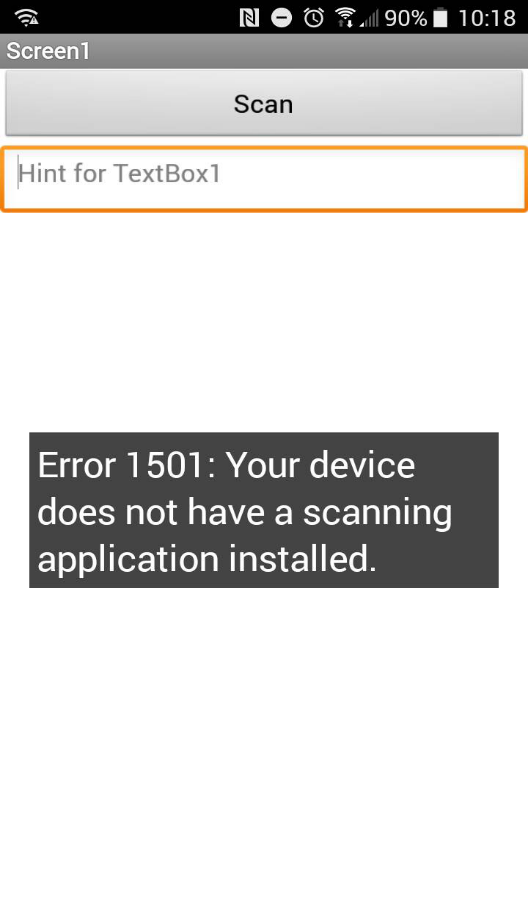 90% 10:18
Screen1
Scan
Hint for TextBox1
Error 1501: Your device
does not have a scanning
application installed.